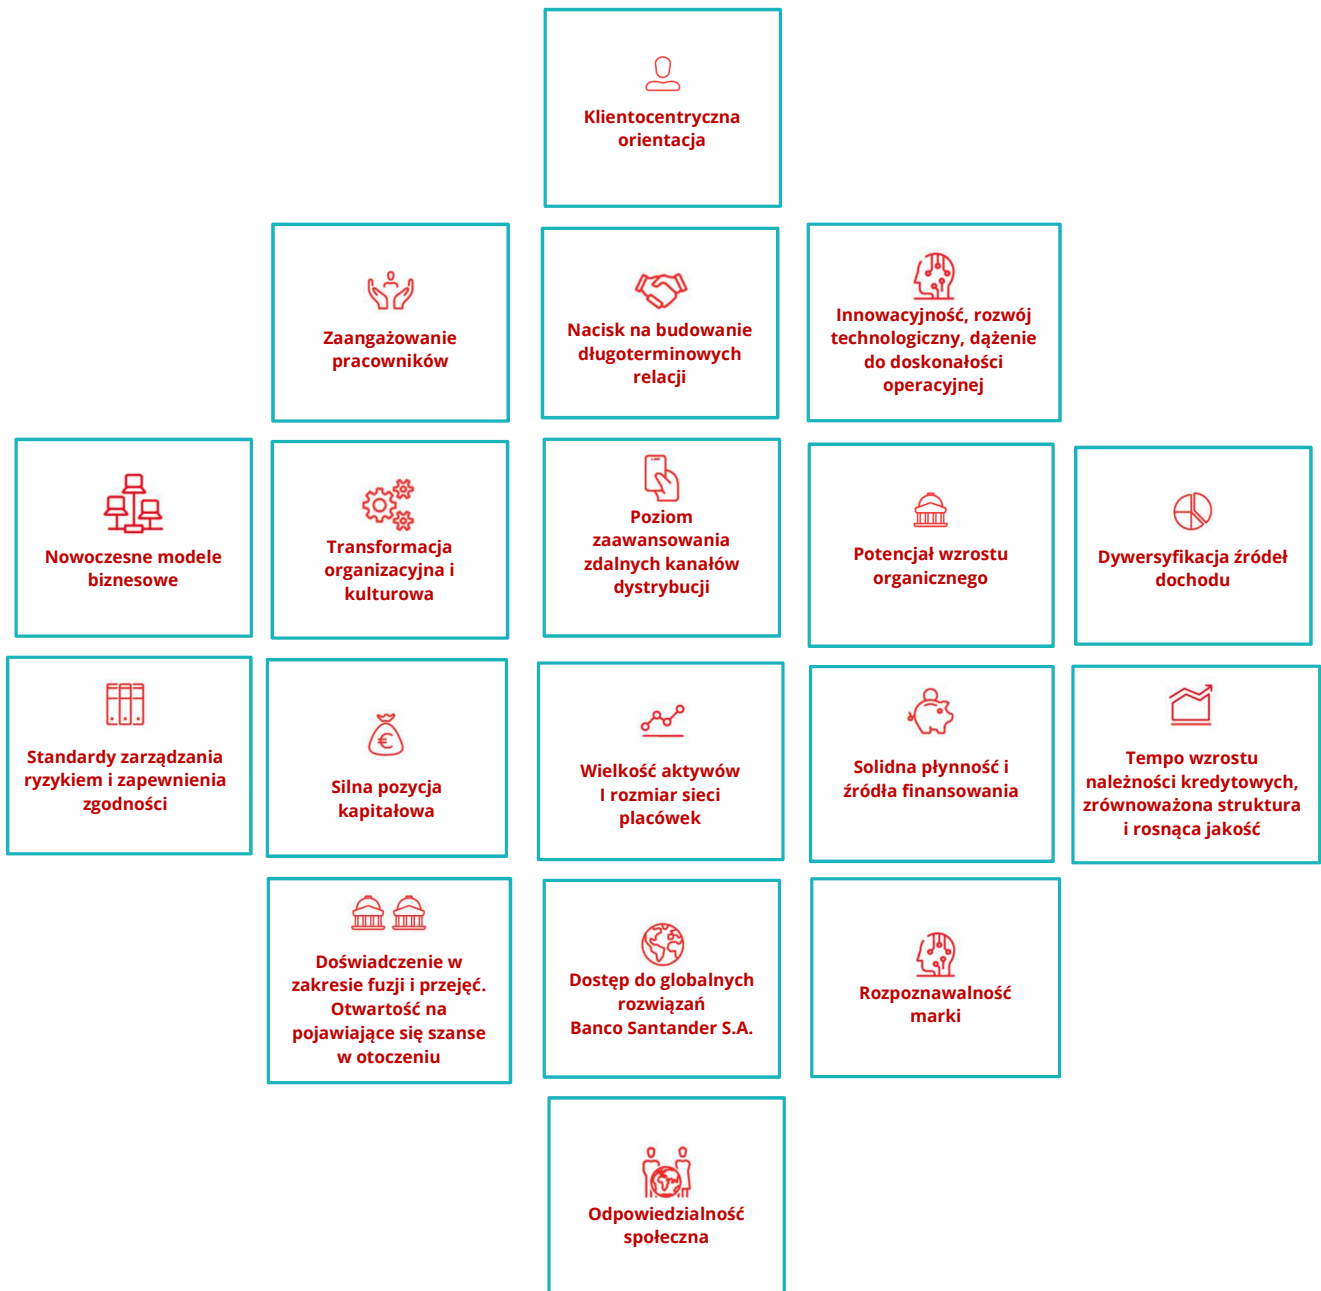 Klientocentryczna
orientacja
Zaangażowanie
pracowników
Nacisk na budowanie
długoterminowych
relacji
Innowacyjność, rozwój
technologiczny, dążenie
do doskonałości
operacyjnej
Nowoczesne modele
biznesowe
Transformacja
organizacyjna i
kulturowa
Poziom
zaawansowania
zdalnych kanałów
dystrybucji
Potencjał wzrostu
organicznego
Dywersyfikacja źródeł
dochodu
Standardy zarządzania
ryzykiem i zapewnienia
zgodności
Silna pozycja
kapitałowa
Wielkość aktywów
I rozmiar sieci
placówek
Solidna płynność i
źródła finansowania
Tempo wzrostu
należności kredytowych,
zrównoważona struktura
i rosnąca jakość
Doświadczenie w
zakresie fuzji i przejęć.
Otwartość na
pojawiające się szanse
w otoczeniu
Dostęp do globalnych
rozwiązań
Banco Santander S.A.
Rozpoznawalność
marki
Odpowiedzialność
społeczna